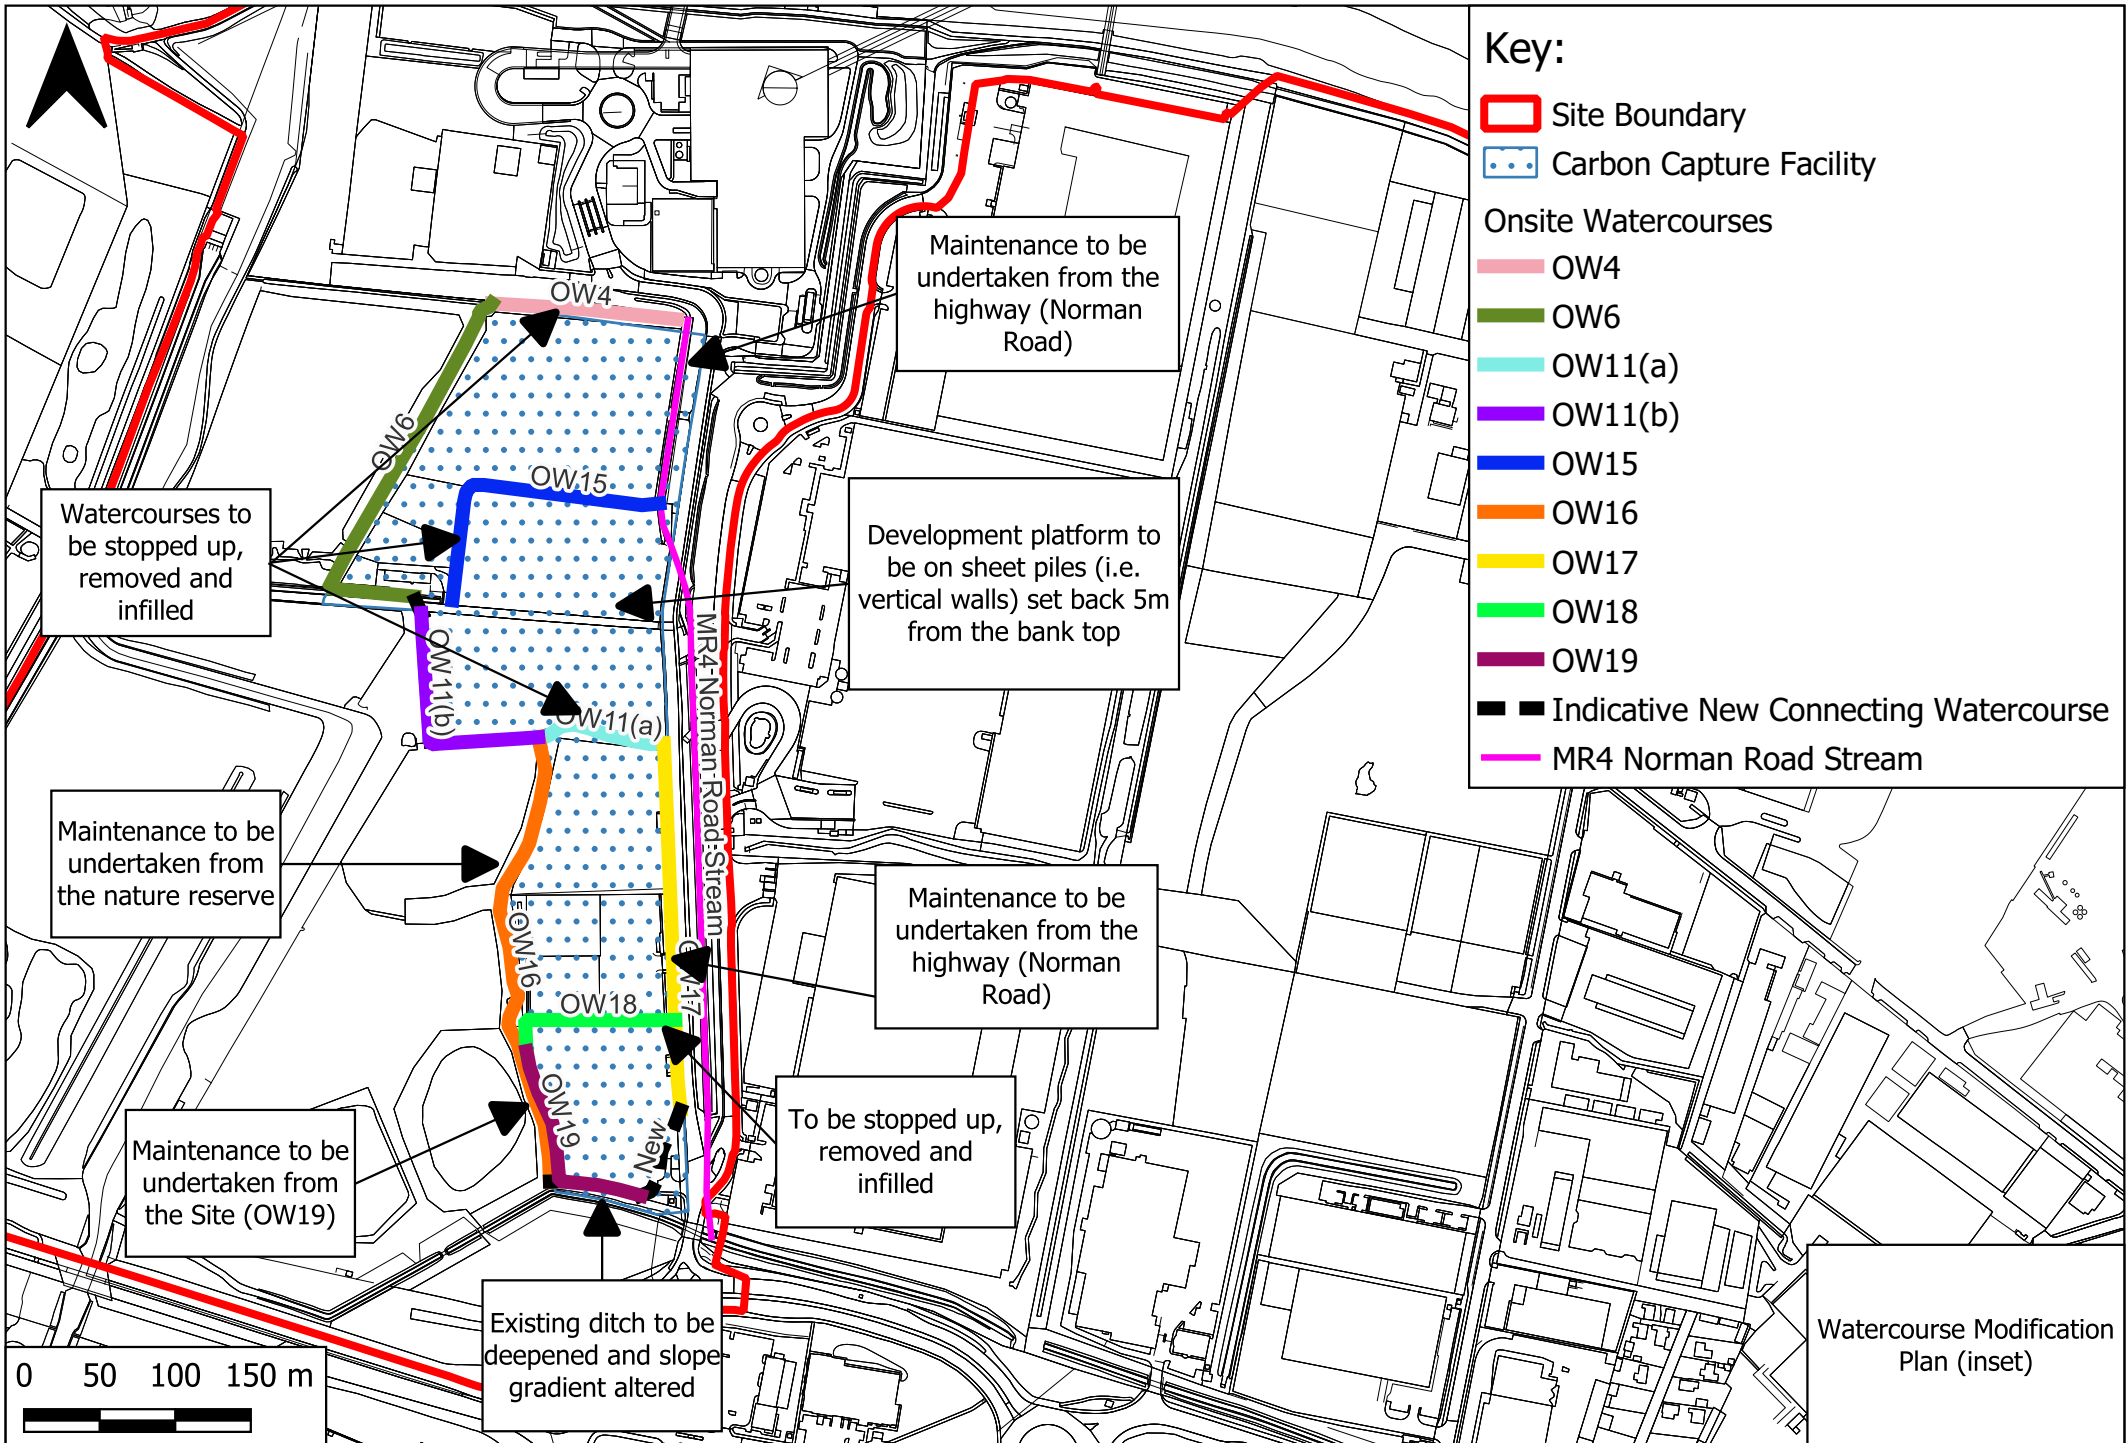 Key:
Site Boundary
Carbon Capture Facility
Onsite Watercourses
OW4
OW6
OW11(a)
OW11(b)
OW15
OW16
OW17
OW18
OW19
Indicative New Connecting Watercourse
MR4 Norman Road Stream
Maintenance to be
undertaken from the
highway (Norman
Road)
OW4
OW6
OW15
Watercourses to
be stopped up,
removed and
infilled
Development platform to
be on sheet piles (i.e.
vertical walls) set back 5m
from the bank top
OW11(b)
OW11(a)
MR4 Norman Road Stream
Maintenance to be
undertaken from
the nature reserve
Maintenance to be
undertaken from the
highway (Norman
Road)
OW16
OW17
OW18
OW19
New
To be stopped up,
removed and
infilled
Maintenance to be
undertaken from
the Site (OW19)
Existing ditch to be
deepened and slope
gradient altered
0 50 100 150 m
Watercourse Modification
Plan (inset)